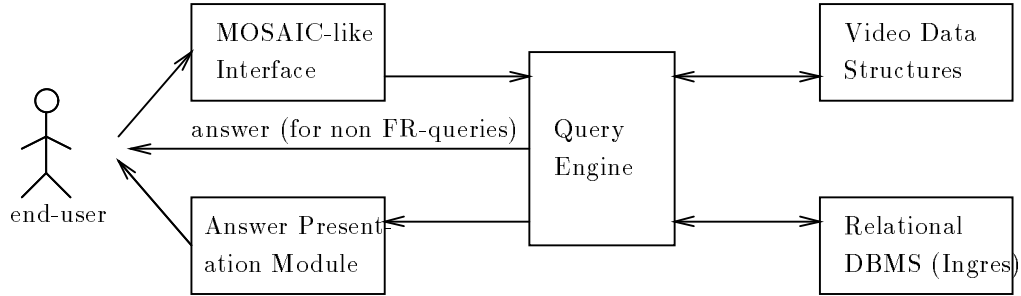 MOSAIC-like
Interface
Video Data
Structures
answer (for non FR-queries)
Query
Engine
end-user
Answer Present-
ation Module
Relational
DBMS (Ingres)